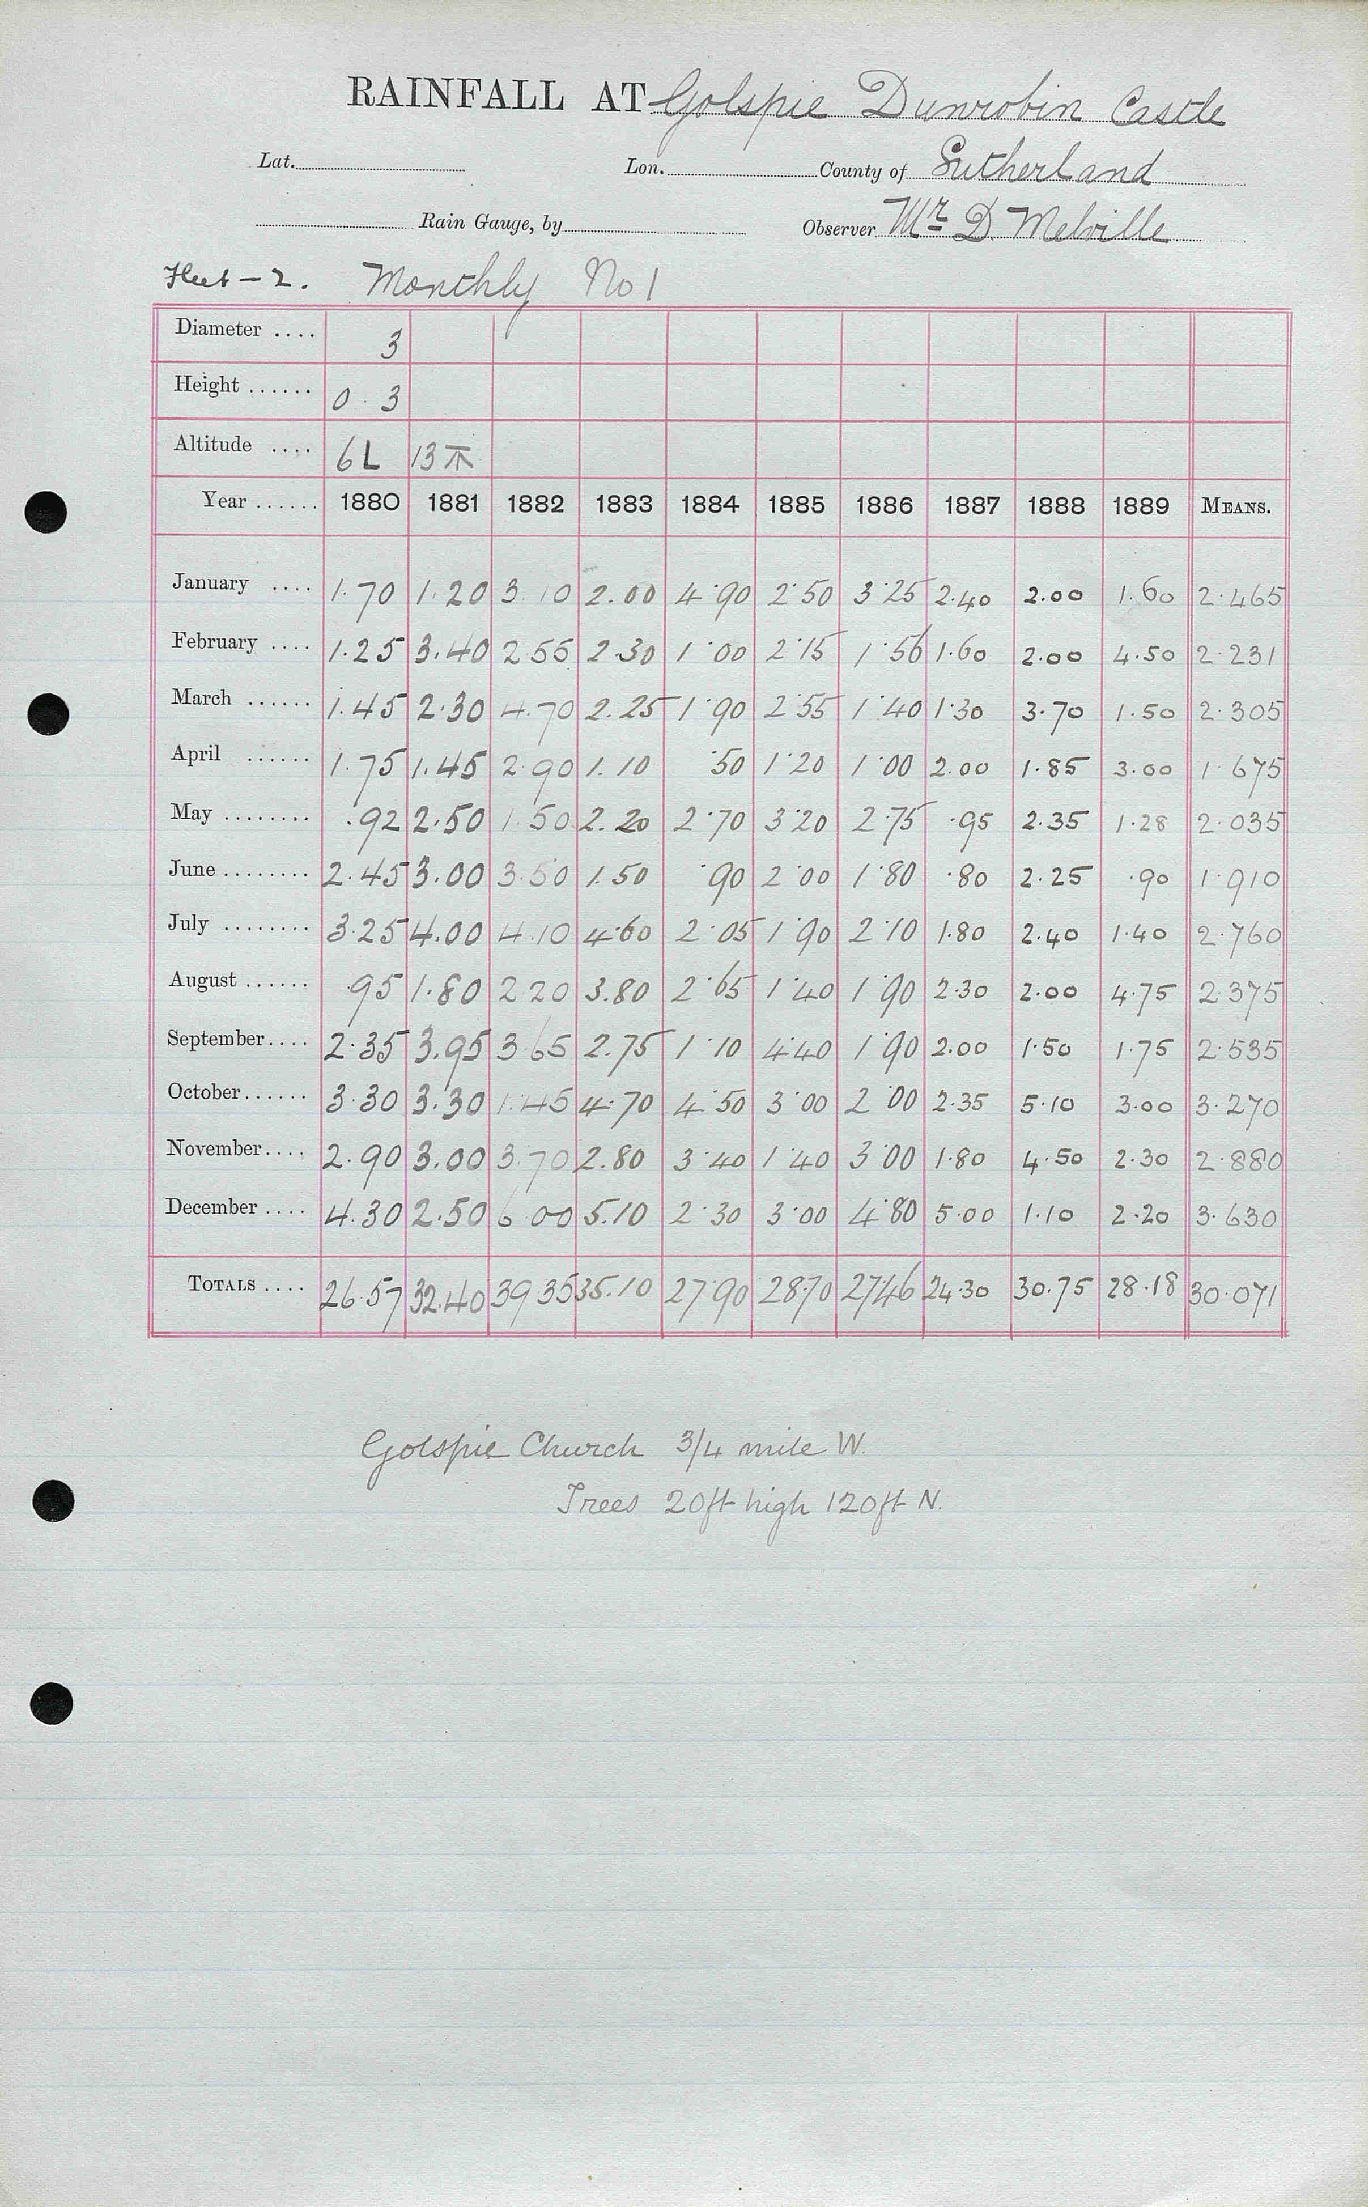 RAINFALL AT Golspie Dunrobin Castle
Lat. Lon. County of Sutherland
Rain Gauge, by Observer Mr D Melville
Fleet – 2. Monthly No 1
Diameter .... 3
Height ...... 0.3
Altitude .... 6 L 13
Year ...... 1880 1881 1882 1883 1884 1885 1886 1887 1888 1889 MEANS.
January .... 1.70 1.20 3.10 2.00 4.90 2.50 3.25 2.40 2.00 1.60 2.465
February .... 1.25 3.40 2.55 2.30 1.00 2.15 1.56 1.60 2.00 4.50 2.231
March ...... 1.45 2.30 4.70 2.25 1.90 2.55 1.40 1.30 3.70 1.50 2.305
April ...... 1.75 1.45 2.90 1.10 .50 1.20 1.00 2.00 1.85 3.00 1.675
May ........ .92 2.50 1.50 2.20 2.70 3.20 2.75 .95 2.35 1.28 2.035
June ........ 2.45 3.00 3.50 1.50 .90 2.00 1.80 .80 2.25 .90 1.910
July ........ 3.25 4.00 4.10 4.60 2.05 1.90 2.10 1.80 2.40 1.40 2.760
August ...... .95 1.80 2.20 3.80 2.65 1.40 1.90 2.30 2.00 4.75 2.375
September.... 2.35 3.95 3.65 2.75 1.10 4.40 1.90 2.00 1.50 1.75 2.535
October...... 3.30 3.30 1.45 4.70 4.50 3.00 2.00 2.35 5.10 3.00 3.270
November.... 2.90 3.00 3.70 2.80 3.40 1.40 3.00 1.80 4.50 2.30 2.880
December .... 4.30 2.50 6.00 5.10 2.30 3.00 4.80 5.00 1.10 2.20 3.630
TOTALS .... 26.57 32.40 39.35 35.10 27.90 28.70 27.46 24.30 30.75 28.18 30.071
Golspie Church 3/4 mile W.
Trees 20ft high 120ft N.